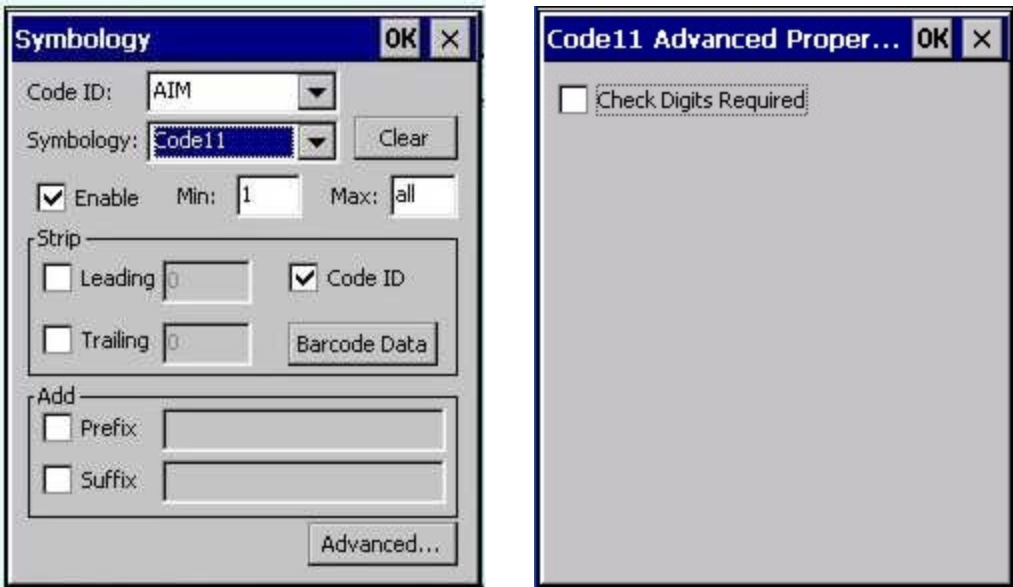 Symbology OK ×
Code ID: AIM
Symbology: Code11 Clear
Enable Min: 1 Max: all
Strip
Leading 0 Code ID
Trailing 0 Barcode Data
Add
Prefix
Suffix
Advanced...
Code11 Advanced Proper... OK ×
Check Digits Required